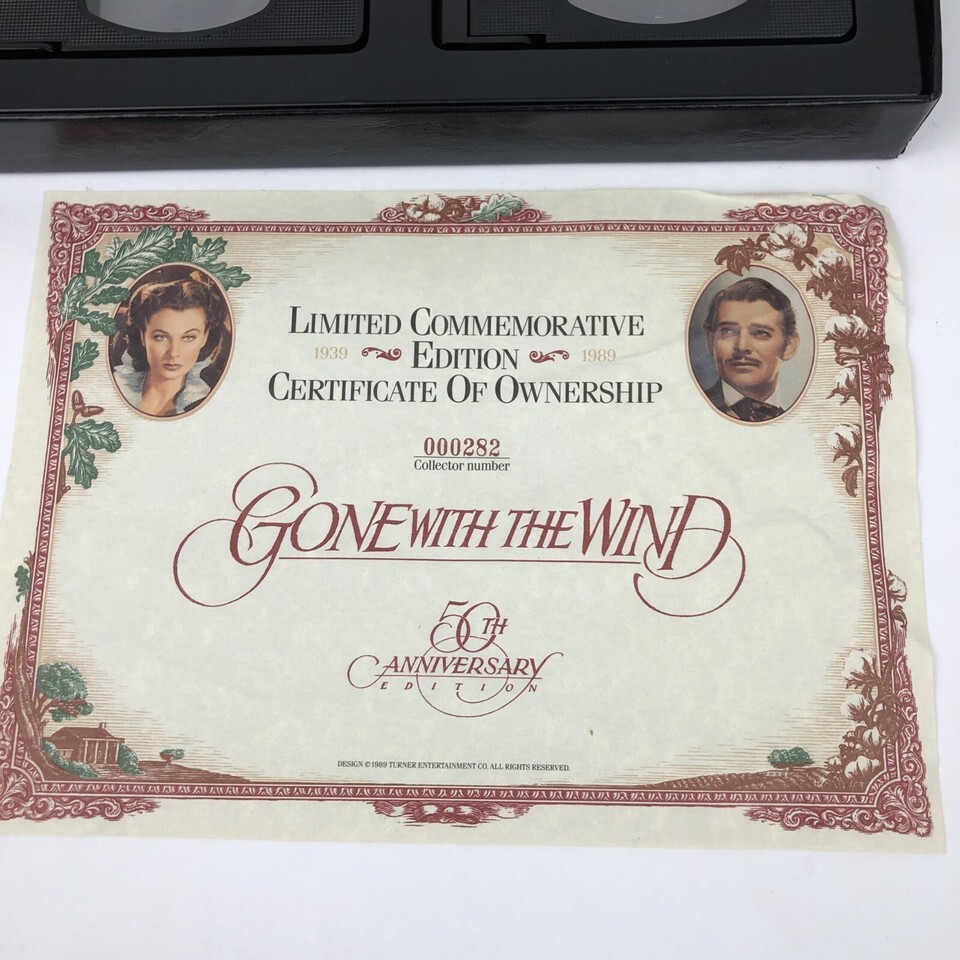 LIMITED COMMEMORATIVE
1939 EDITION 1989
CERTIFICATE OF OWNERSHIP
000282
Collector number
GONE WITH THE WIND
50TH
ANNIVERSARY
EDITION
DESIGN ©1989 TURNER ENTERTAINMENT CO. ALL RIGHTS RESERVED.